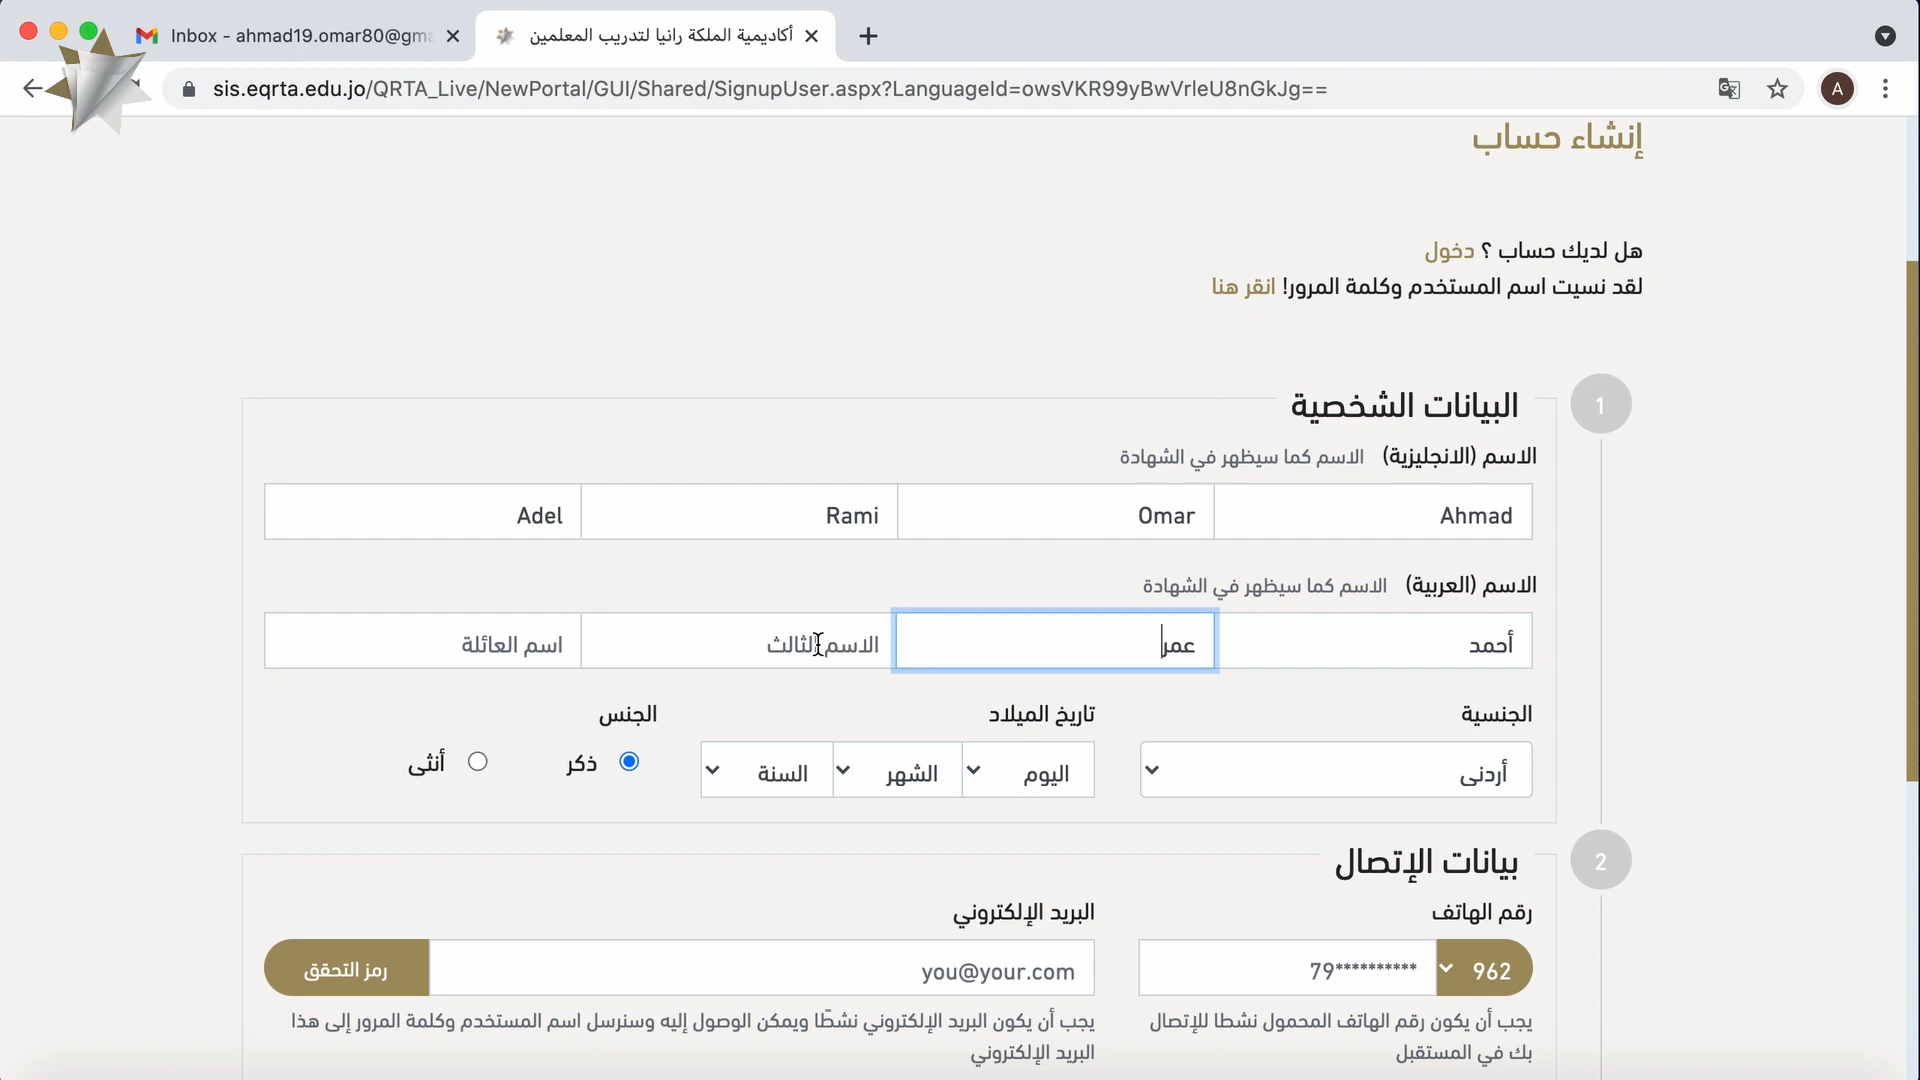 Inbox - ahmad19.omar80@gma
أكاديمية الملكة رانيا لتدريب المعلمين
sis.eqrta.edu.jo/QRTA_Live/NewPortal/GUI/Shared/SignupUser.aspx?LanguageId=owsVKR99yBwVrleU8nGkJg==
A
إنشاء حساب
هل لديك حساب ؟ دخول
لقد نسيت اسم المستخدم وكلمة المرور! انقر هنا
1
البيانات الشخصية
الاسم (الانجليزية) الاسم كما سيظهر في الشهادة
Ahmad
Omar
Rami
Adel
الاسم (العربية) الاسم كما سيظهر في الشهادة
أحمد
عمر
الاسم الثالث
اسم العائلة
الجنسية
تاريخ الميلاد
الجنس
أردنى
اليوم
الشهر
السنة
ذكر
أنثى
2
بيانات الإتصال
رقم الهاتف
البريد الإلكتروني
962
79**********
you@your.com
رمز التحقق
يجب أن يكون رقم الهاتف المحمول نشطا للإتصال
بك في المستقبل
يجب أن يكون البريد الإلكتروني نشطًا ويمكن الوصول إليه وسنرسل اسم المستخدم وكلمة المرور إلى هذا
البريد الإلكتروني